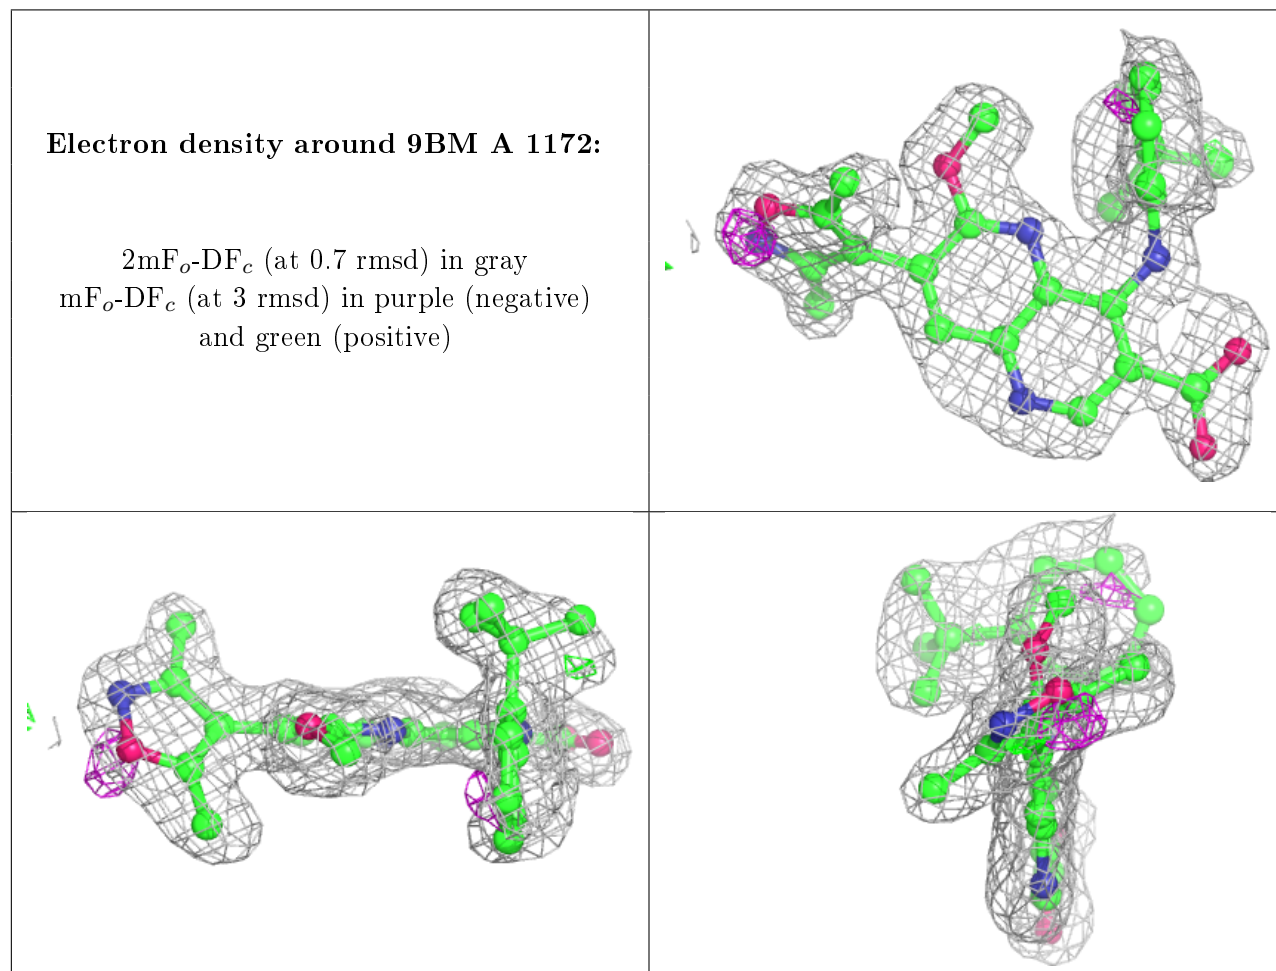 Electron density around 9BM A 1172:
2mFo-DFc (at 0.7 rmsd) in gray
mFo-DFc (at 3 rmsd) in purple (negative)
and green (positive)